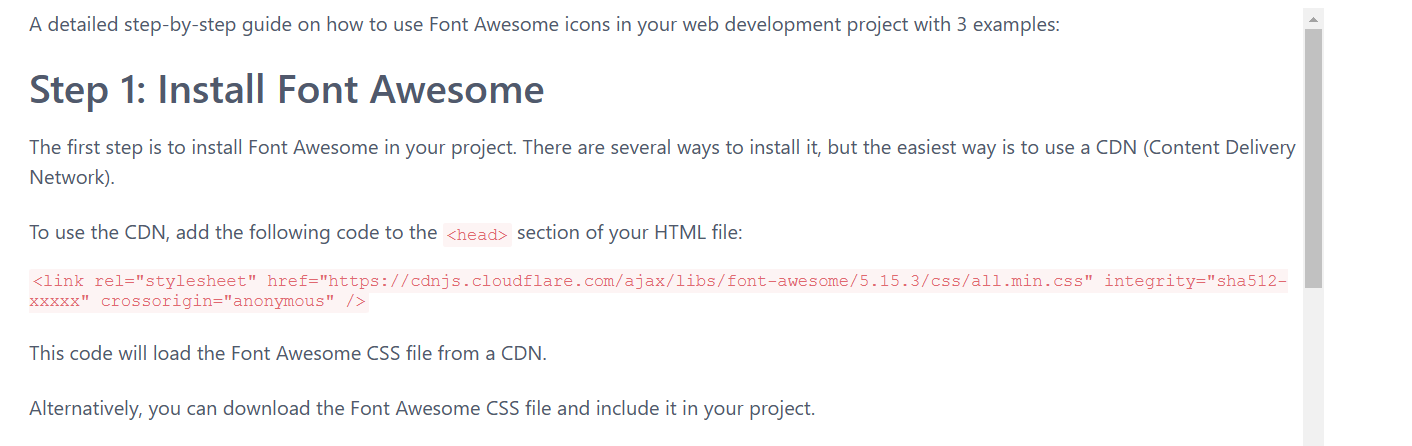 A detailed step-by-step guide on how to use Font Awesome icons in your web development project with 3 examples:
Step 1: Install Font Awesome
The first step is to install Font Awesome in your project. There are several ways to install it, but the easiest way is to use a CDN (Content Delivery
Network).
To use the CDN, add the following code to the <head> section of your HTML file:
<link rel="stylesheet" href="https://cdnjs.cloudflare.com/ajax/libs/font-awesome/5.15.3/css/all.min.css" integrity="sha512-
xxxxx" crossorigin="anonymous" />
This code will load the Font Awesome CSS file from a CDN.
Alternatively, you can download the Font Awesome CSS file and include it in your project.